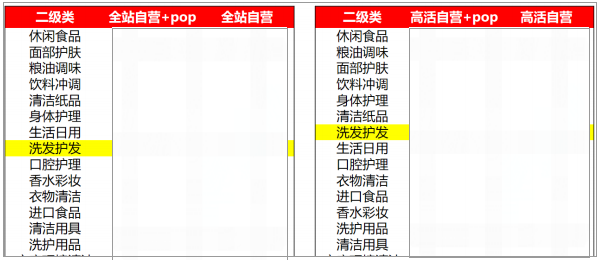 二级类 全站自营+pop 全站自营
休闲食品
面部护肤
粮油调味
饮料冲调
清洁纸品
身体护理
生活日用
洗发护发
口腔护理
香水彩妆
衣物清洁
进口食品
清洁用具
洗护用品
二级类 高活自营+pop 高活自营
休闲食品
粮油调味
面部护肤
饮料冲调
身体护理
清洁纸品
洗发护发
生活日用
口腔护理
衣物清洁
进口食品
香水彩妆
洗护用品
清洁用具